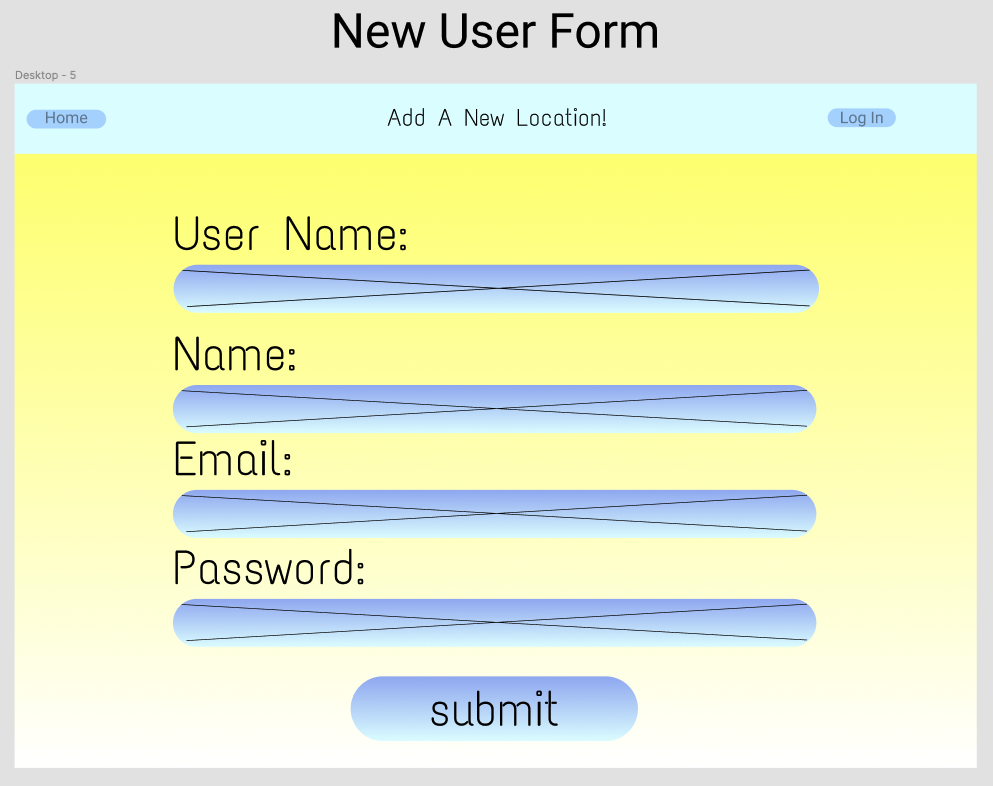 New User Form
Desktop - 5
Home
Add A New Location!
Log In
User Name:
Name:
Email:
Password:
submit